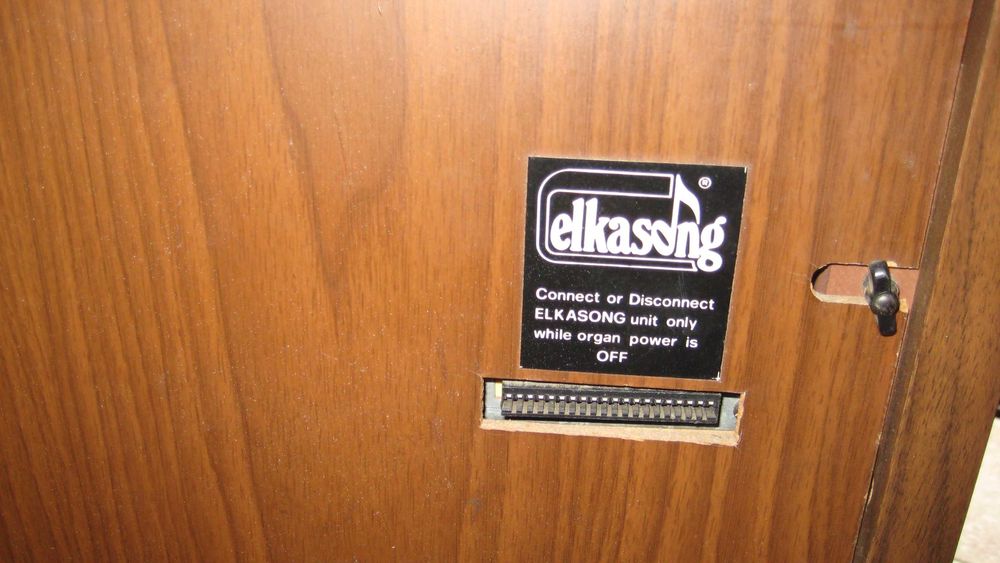 elkasong ®
Connect or Disconnect
ELKASONG unit only
while organ power is
OFF